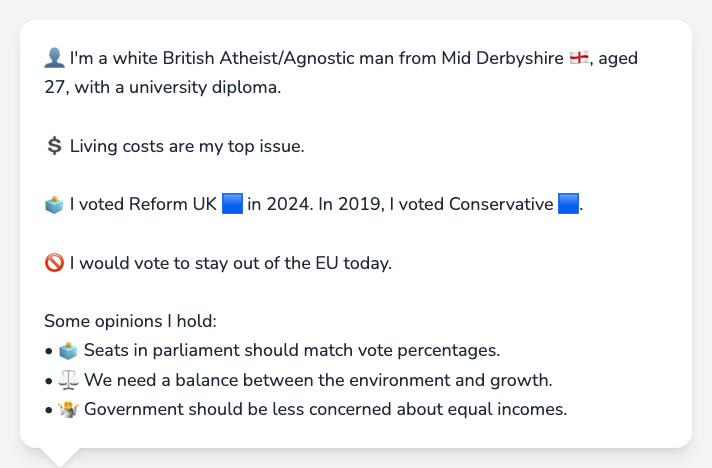 👤 I'm a white British Atheist/Agnostic man from Mid Derbyshire 🏴󠁧󠁢󠁥󠁮󠁧󠁿, aged
27, with a university diploma.
💲 Living costs are my top issue.
🗳️ I voted Reform UK 🟦 in 2024. In 2019, I voted Conservative 🟦.
🚫 I would vote to stay out of the EU today.
Some opinions I hold:
• 🗳️ Seats in parliament should match vote percentages.
• ⚖️ We need a balance between the environment and growth.
• 🤷 Government should be less concerned about equal incomes.